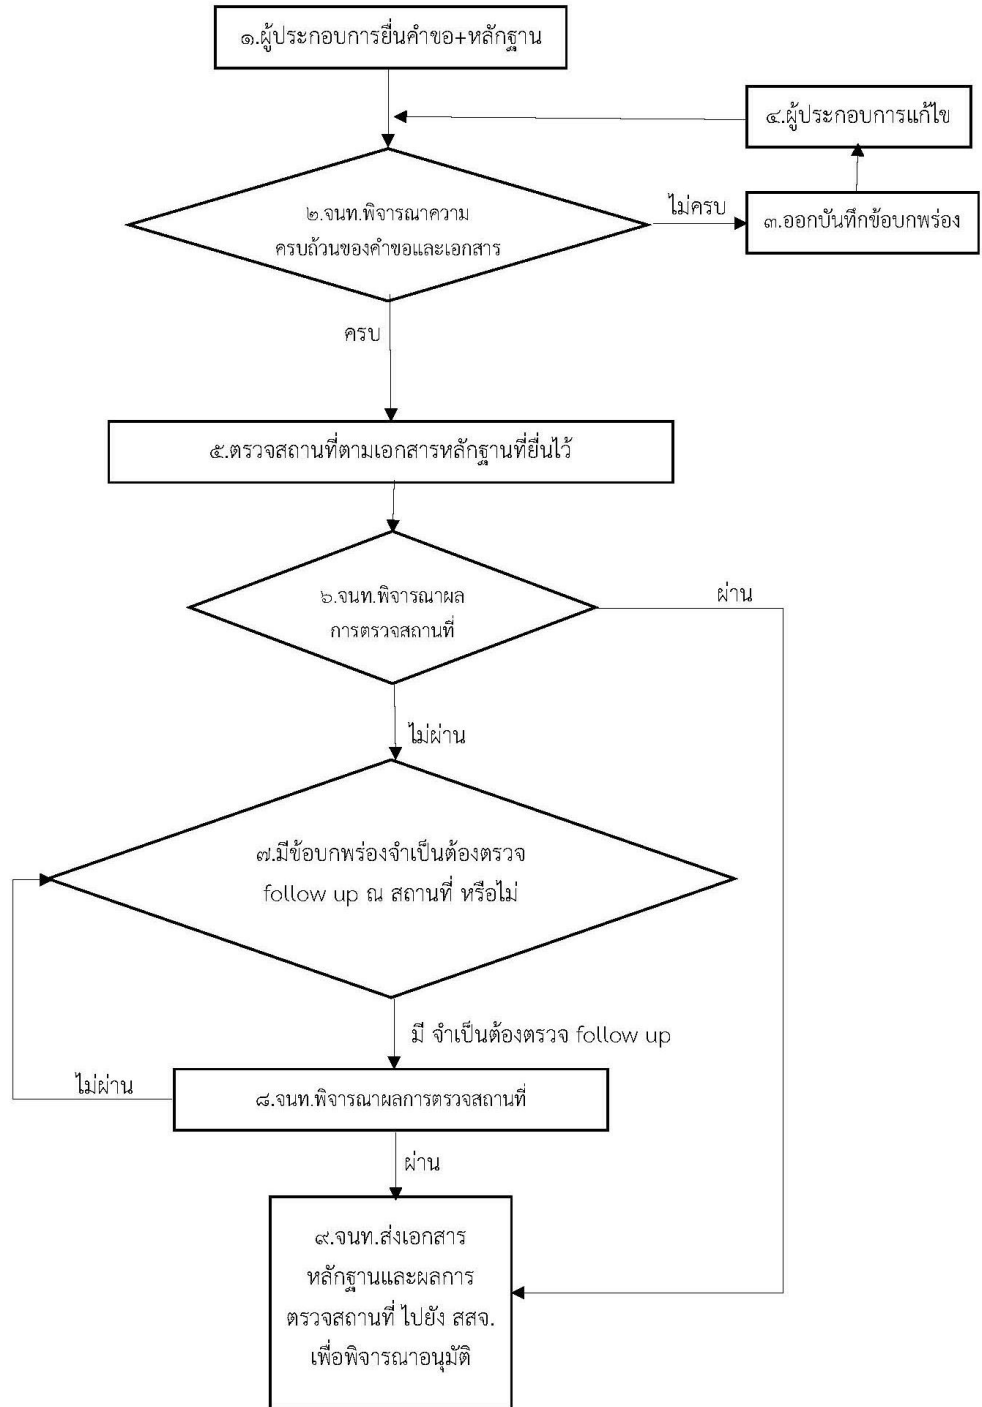 ๑.ผู้ประกอบการยื่นคำขอ+หลักฐาน
๔.ผู้ประกอบการแก้ไข
๒.จนท.พิจารณาความ
ครบถ้วนของคำขอและเอกสาร
ไม่ครบ
๓.ออกบันทึกข้อบกพร่อง
ครบ
๕.ตรวจสถานที่ตามเอกสารหลักฐานที่ยื่นไว้
๖.จนท.พิจารณาผล
การตรวจสถานที่
ผ่าน
ไม่ผ่าน
๗.มีข้อบกพร่องจำเป็นต้องตรวจ
follow up ณ สถานที่ หรือไม่
มี จำเป็นต้องตรวจ follow up
ไม่ผ่าน
๘.จนท.พิจารณาผลการตรวจสถานที่
ผ่าน
๙.จนท.ส่งเอกสาร
หลักฐานและผลการ
ตรวจสถานที่ ไปยัง สสจ.
เพื่อพิจารณาอนุมัติ